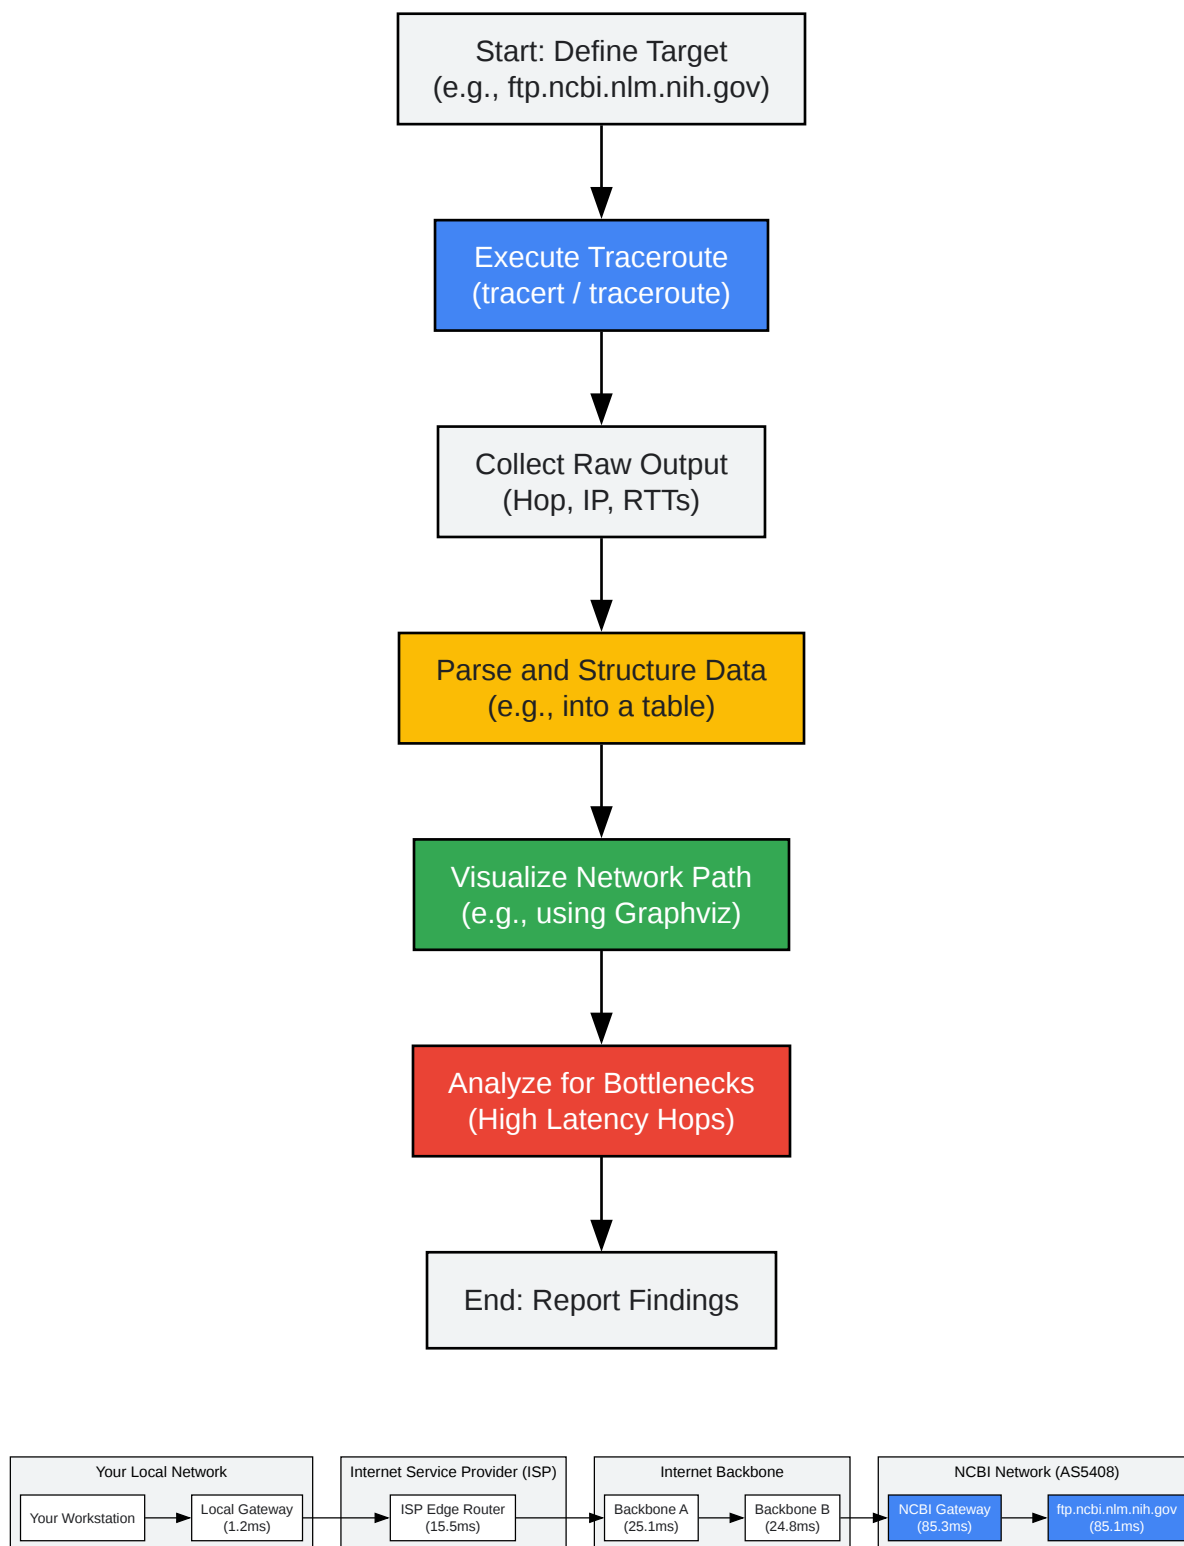 Start: Define Target
(e.g., ftp.ncbi.nlm.nih.gov)
Execute Traceroute
(tracert / traceroute)
Collect Raw Output
(Hop, IP, RTTs)
Parse and Structure Data
(e.g., into a table)
Visualize Network Path
(e.g., using Graphviz)
Analyze for Bottlenecks
(High Latency Hops)
End: Report Findings
Your Local Network
Your Workstation
Local Gateway
(1.2ms)
Internet Service Provider (ISP)
ISP Edge Router
(15.5ms)
Internet Backbone
Backbone A
(25.1ms)
Backbone B
(24.8ms)
NCBI Network (AS5408)
NCBI Gateway
(85.3ms)
ftp.ncbi.nlm.nih.gov
(85.1ms)